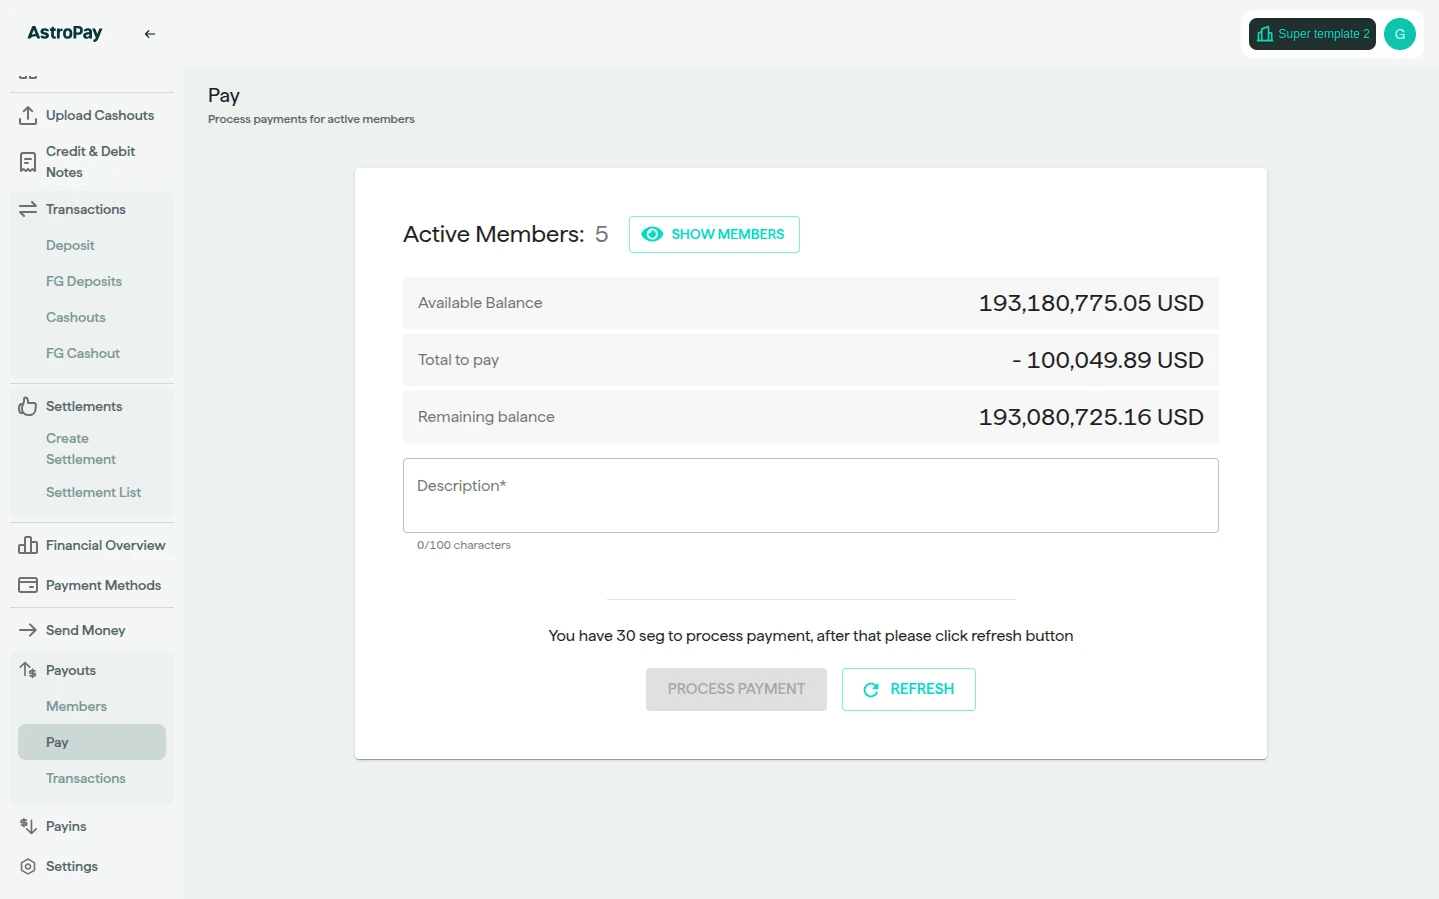 AstroPay
Super template 2
G
Upload Cashouts
Credit & Debit
Notes
Transactions
Deposit
FG Deposits
Cashouts
FG Cashout
Settlements
Create
Settlement
Settlement List
Financial Overview
Payment Methods
Send Money
Payouts
Members
Pay
Transactions
Payins
Settings
Pay
Process payments for active members
Active Members: 5
SHOW MEMBERS
Available Balance 193,180,775.05 USD
Total to pay - 100,049.89 USD
Remaining balance 193,080,725.16 USD
Description*
0/100 characters
You have 30 seg to process payment, after that please click refresh button
PROCESS PAYMENT
REFRESH